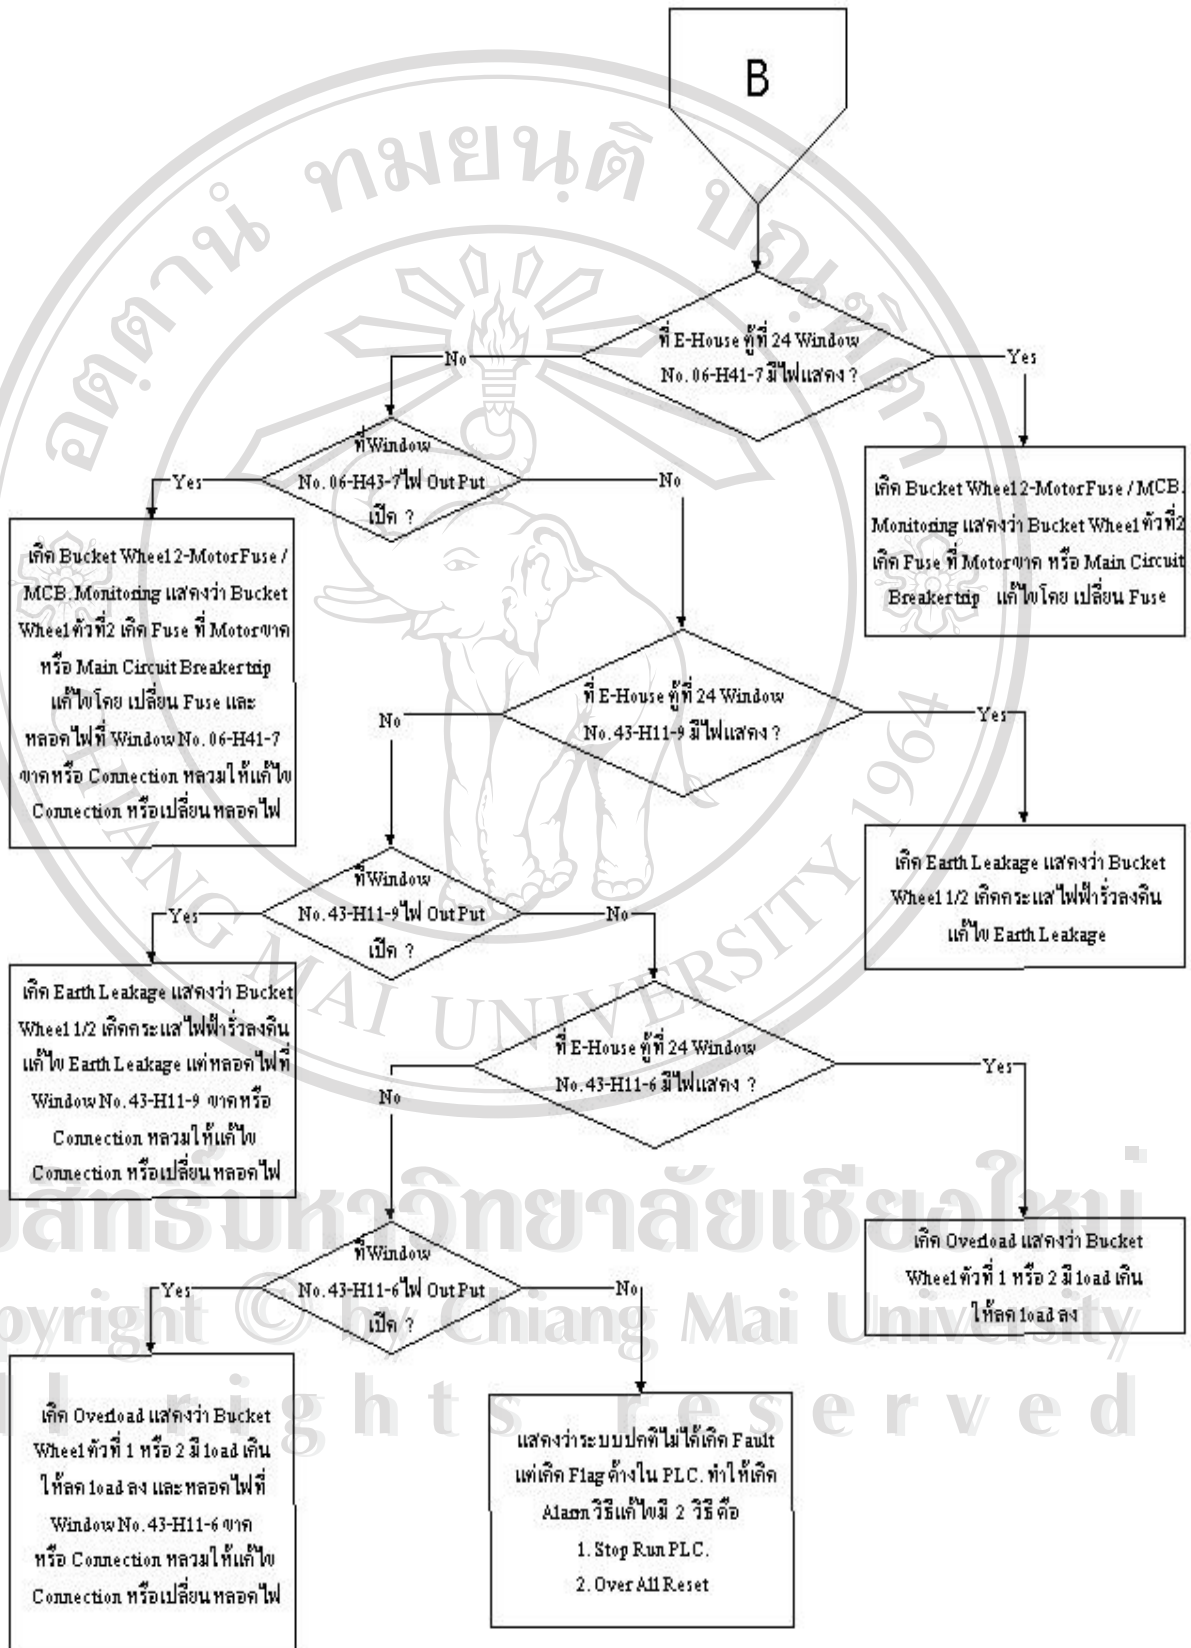 B
ที่ E-House ตู้ที่ 24 Window
No. 06-H41-7 มีไฟแสดง ?
No
Yes
ที่ Window
No. 06-H43-7 ไฟ Out Put
เปิด ?
Yes
No
เกิด Bucket Wheel 2-Motor Fuse / MCB.
Monitoring แสดงว่า Bucket Wheel ตัวที่2
เกิด Fuse ที่ Motor ขาด หรือ Main Circuit
Breaker trip แก้ไขโดย เปลี่ยน Fuse
เกิด Bucket Wheel 2-Motor Fuse /
MCB. Monitoring แสดงว่า Bucket
Wheel ตัวที่2 เกิด Fuse ที่ Motor ขาด
หรือ Main Circuit Breaker trip
แก้ไขโดย เปลี่ยน Fuse และ
หลอดไฟที่ Window No. 06-H41-7
ขาดหรือ Connection หลวมให้แก้ไข
Connection หรือเปลี่ยนหลอดไฟ
ที่ E-House ตู้ที่ 24 Window
No. 43-H11-9 มีไฟแสดง ?
No
Yes
ที่ Window
No. 43-H11-9 ไฟ Out Put
เปิด ?
Yes
No
เกิด Earth Leakage แสดงว่า Bucket
Wheel 1/2 เกิดกระแสไฟฟ้ารั่วลงดิน
แก้ไข Earth Leakage
เกิด Earth Leakage แสดงว่า Bucket
Wheel 1/2 เกิดกระแสไฟฟ้ารั่วลงดิน
แก้ไข Earth Leakage แต่หลอดไฟที่
Window No. 43-H11-9 ขาดหรือ
Connection หลวมให้แก้ไข
Connection หรือเปลี่ยนหลอดไฟ
ที่ E-House ตู้ที่ 24 Window
No. 43-H11-6 มีไฟแสดง ?
No
Yes
ที่ Window
No. 43-H11-6 ไฟ Out Put
เปิด ?
Yes
No
เกิด Overload แสดงว่า Bucket
Wheel ตัวที่ 1 หรือ 2 มี load เกิน
ให้ลด load ลง
เกิด Overload แสดงว่า Bucket
Wheel ตัวที่ 1 หรือ 2 มี load เกิน
ให้ลด load ลง และหลอดไฟที่
Window No. 43-H11-6 ขาด
หรือ Connection หลวมให้แก้ไข
Connection หรือเปลี่ยนหลอดไฟ
แสดงว่าระบบปกติไม่ได้เกิด Fault
แต่เกิด Flag ค้างใน PLC. ทำให้เกิด
Alarm วิธีแก้ไขมี 2 วิธี คือ
1. Stop Run PLC.
2. Over All Reset
CHIANG MAI UNIVERSITY 1964
มหาวิทยาลัยเชียงใหม่
© by Chiang Mai University
rights reserved